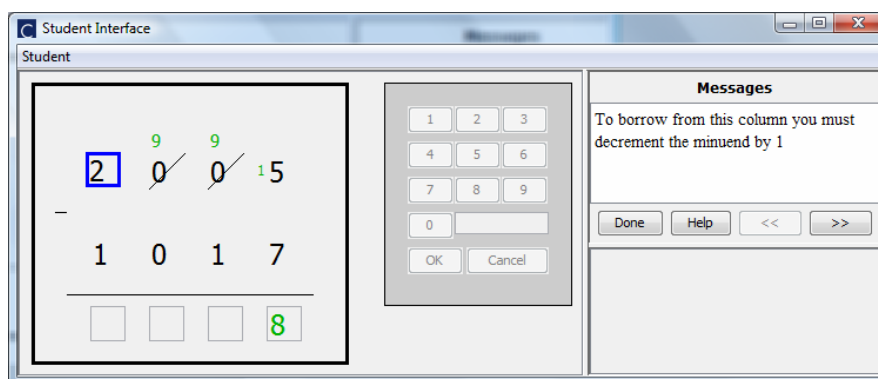 Student Interface
Messages
Student
9 9
2 0 0 1 5
−
1 0 1 7
8
1 2 3
4 5 6
7 8 9
0
OK Cancel
Messages
To borrow from this column you must
decrement the minuend by 1
Done Help << >>